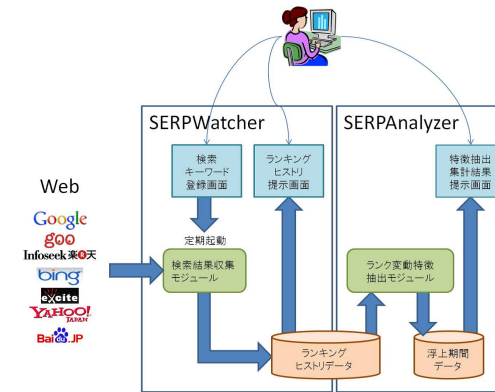 SERPWatcher
SERPAnalyzer
検索
キーワード
登録画面
ランキング
ヒストリ
提示画面
特徴抽出
集計結果
提示画面
Web
Google
goo
Infoseek 楽天
bing
excite
YAHOO!
JAPAN
Bai du .JP
定期起動
検索結果収集
モジュール
ランク変動特徴
抽出モジュール
ランキング
ヒストリデータ
浮上期間
データ